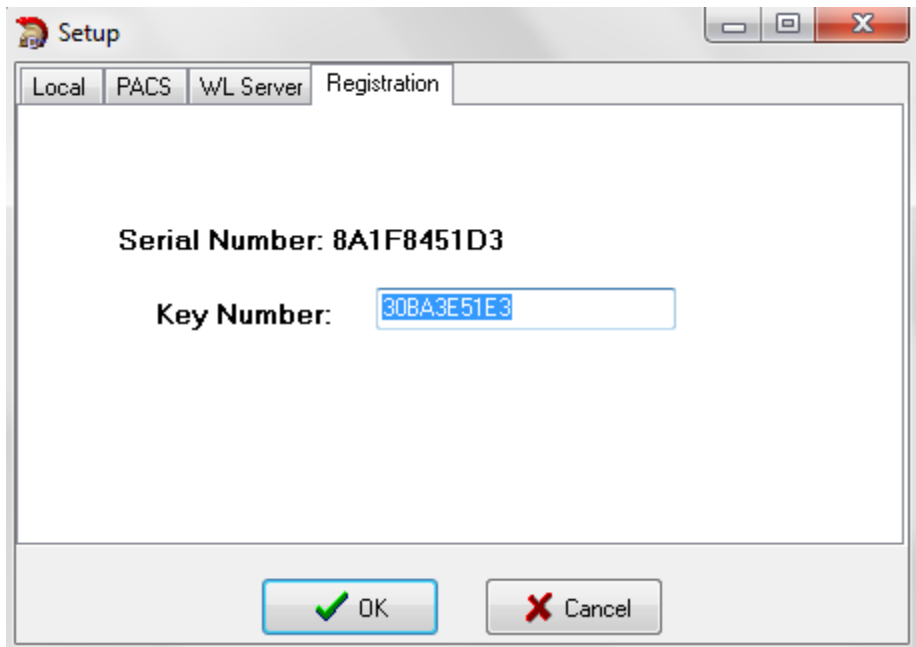 Setup
Local PACS WL Server Registration
Serial Number: 8A1F8451D3
Key Number: 30BA3E51E3
OK Cancel